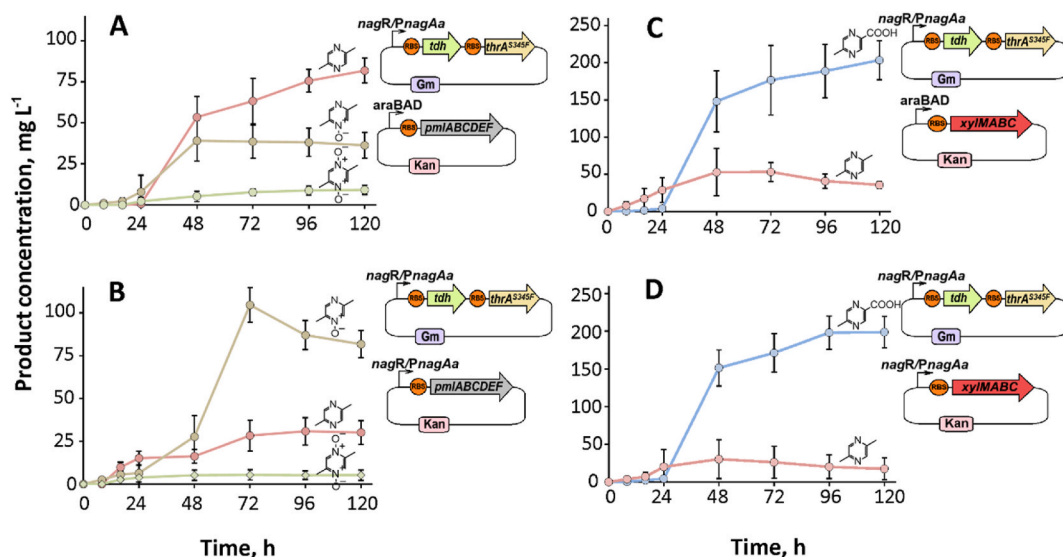 A
nagR/PnagAa
RBS tdh RBS thrA^S345F
Gm
araBAD
RBS pmlABCDEF
Kan
100
75
50
25
0
0 24 48 72 96 120
C
COOH
nagR/PnagAa
RBS tdh RBS thrA^S345F
Gm
araBAD
RBS xylMABC
Kan
250
200
150
100
50
0
0 24 48 72 96 120
Product concentration, mg L⁻¹
B
nagR/PnagAa
RBS tdh RBS thrA^S345F
Gm
nagR/PnagAa
RBS pmlABCDEF
Kan
100
75
50
25
0
0 24 48 72 96 120
Time, h
D
COOH
nagR/PnagAa
RBS tdh RBS thrA^S345F
Gm
nagR/PnagAa
RBS xylMABC
Kan
250
200
150
100
50
0
0 24 48 72 96 120
Time, h